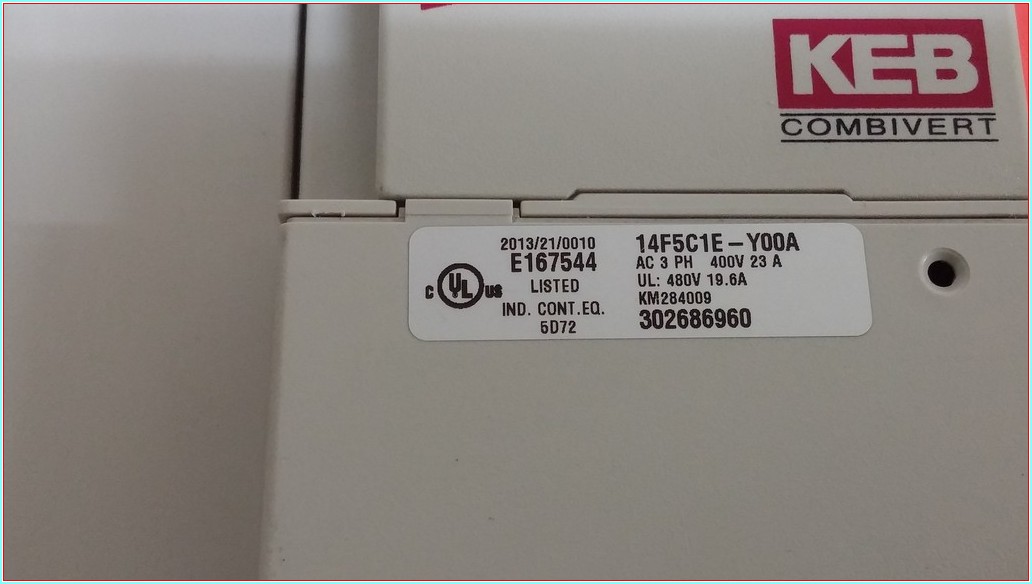 KEB
COMBIVERT
2013/21/0010
E167544
c UL us
LISTED
IND. CONT.EQ.
5D72
14F5C1E – Y00A
AC 3 PH 400V 23 A
UL: 480V 19.6A
KM284009
302686960